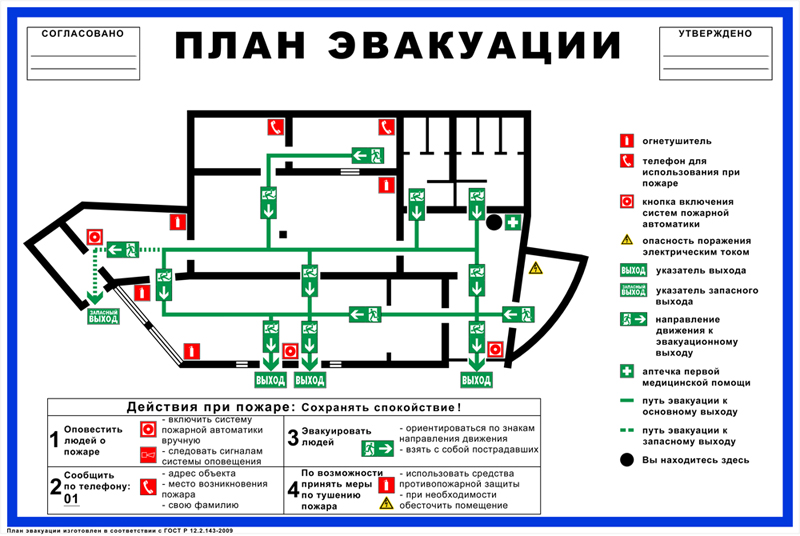 СОГЛАСОВАНО
ПЛАН ЭВАКУАЦИИ
УТВЕРЖДЕНО
ЗАПАСНЫЙ
ВЫХОД
ВЫХОД
ВЫХОД
ВЫХОД
огнетушитель
телефон для
использования при
пожаре
кнопка включения
систем пожарной
автоматики
опасность поражения
электрическим током
ВЫХОД
указатель выхода
ЗАПАСНЫЙ
ВЫХОД
указатель запасного
выхода
направление
движения к
эвакуационному
выходу
аптечка первой
медицинской помощи
путь эвакуации к
основному выходу
путь эвакуации к
запасному выходу
Вы находитесь здесь
Действия при пожаре: Сохранять спокойствие!
1
Оповестить
людей о
пожаре
- включить систему
пожарной автоматики
вручную
- следовать сигналам
системы оповещения
3
Эвакуировать
людей
- ориентироваться по знакам
направления движения
- взять с собой пострадавших
2
Сообщить
по телефону:
01
- адрес объекта
- место возникновения
пожара
- свою фамилию
4
По возможности
принять меры
по тушению
пожара
- использовать средства
противопожарной защиты
- при необходимости
обесточить помещение
План эвакуации изготовлен в соответствии с ГОСТ Р 12.2.143-2009